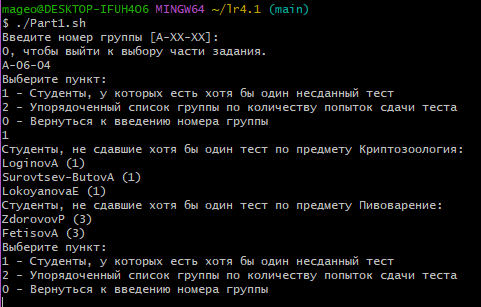 mageo@DESKTOP-IFUH4O6 MINGW64 ~/lr4.1 (main)
$ ./Part1.sh
Введите номер группы [A-XX-XX]:
0, чтобы выйти к выбору части задания.
A-06-04
Выберите пункт:
1 - Студенты, у которых есть хотя бы один несданный тест
2 - Упорядоченный список группы по количеству попыток сдачи теста
0 - Вернуться к введению номера группы
1
Студенты, не сдавшие хотя бы один тест по предмету Криптозоология:
LoginovA (1)
Surovtsev-ButovA (1)
LokoyanovaE (1)
Студенты, не сдавшие хотя бы один тест по предмету Пивоварение:
ZdorovovP (3)
FetisovA (3)
Выберите пункт:
1 - Студенты, у которых есть хотя бы один несданный тест
2 - Упорядоченный список группы по количеству попыток сдачи теста
0 - Вернуться к введению номера группы